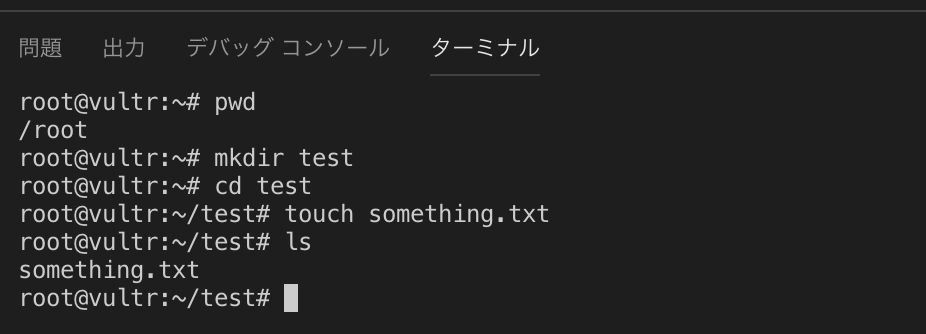 問題 出力 デバッグ コンソール ターミナル
root@vultr:~# pwd
/root
root@vultr:~# mkdir test
root@vultr:~# cd test
root@vultr:~/test# touch something.txt
root@vultr:~/test# ls
something.txt
root@vultr:~/test#